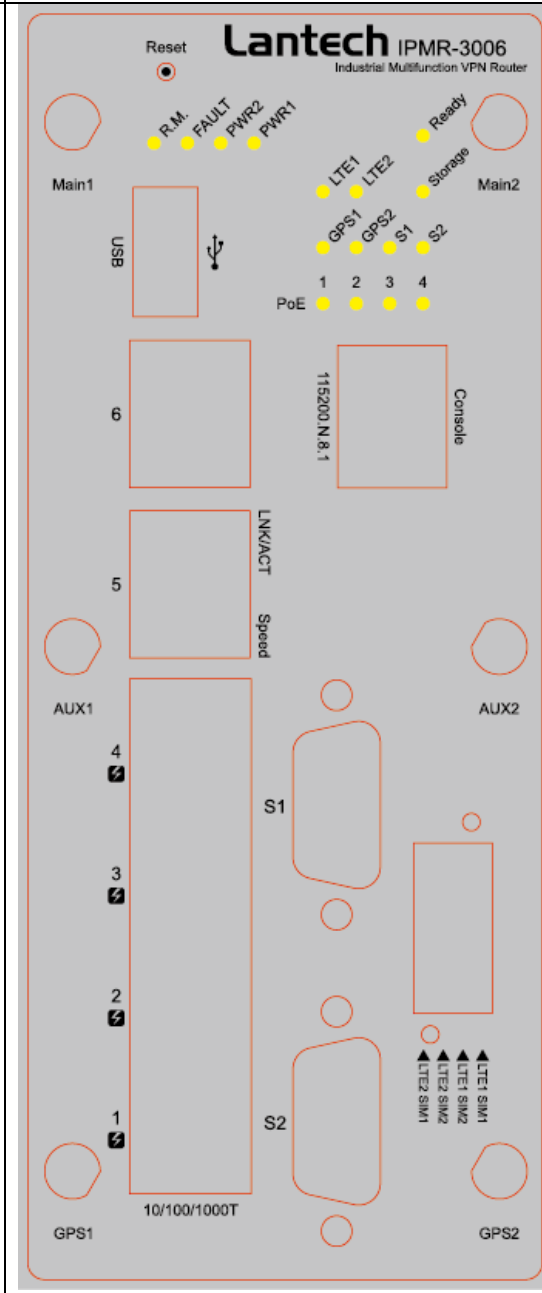 Reset
Lantech IPMR-3006
Industrial Multifunction VPN Router
R.M.
FAULT
PWR2
PWR1
Ready
LTE1
LTE2
Storage
Main1
Main2
GPS1
GPS2
S1
S2
USB
1 2 3 4
PoE
6
115200.N.8.1
Console
5
LNK/ACT
Speed
AUX1
AUX2
4
S1
3
2
LTE2 SIM1
LTE2 SIM2
LTE1 SIM2
LTE1 SIM1
1
S2
10/100/1000T
GPS1
GPS2